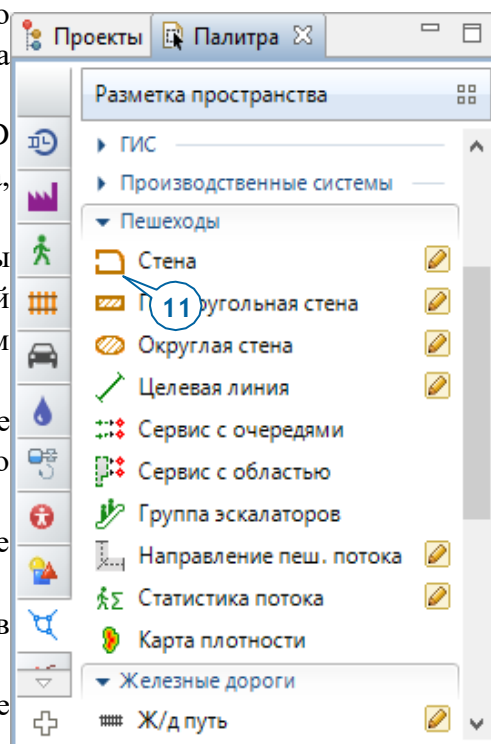 Проекты Палитра
Разметка пространства
ГИС
Производственные системы
Пешеходы
Стена
11
угольная стена
Округлая стена
Целевая линия
Сервис с очередями
Сервис с областью
Группа эскалаторов
Направление пеш. потока
Статистика потока
Карта плотности
Железные дороги
Ж/д путь